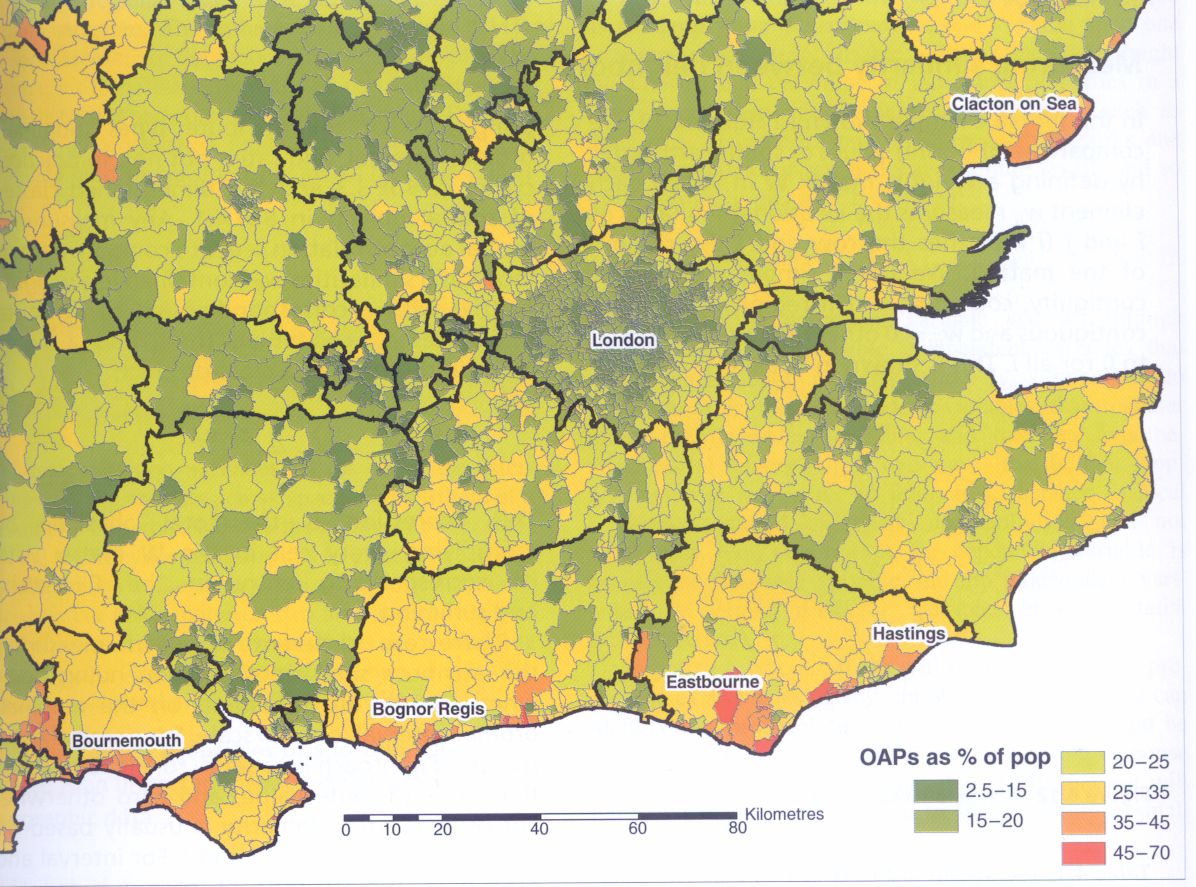 Clacton on Sea
London
Hastings
Eastbourne
Bognor Regis
Bournemouth
OAPs as % of pop
2.5–15
15–20
20–25
25–35
35–45
45–70
0 10 20 40 60 80 Kilometres